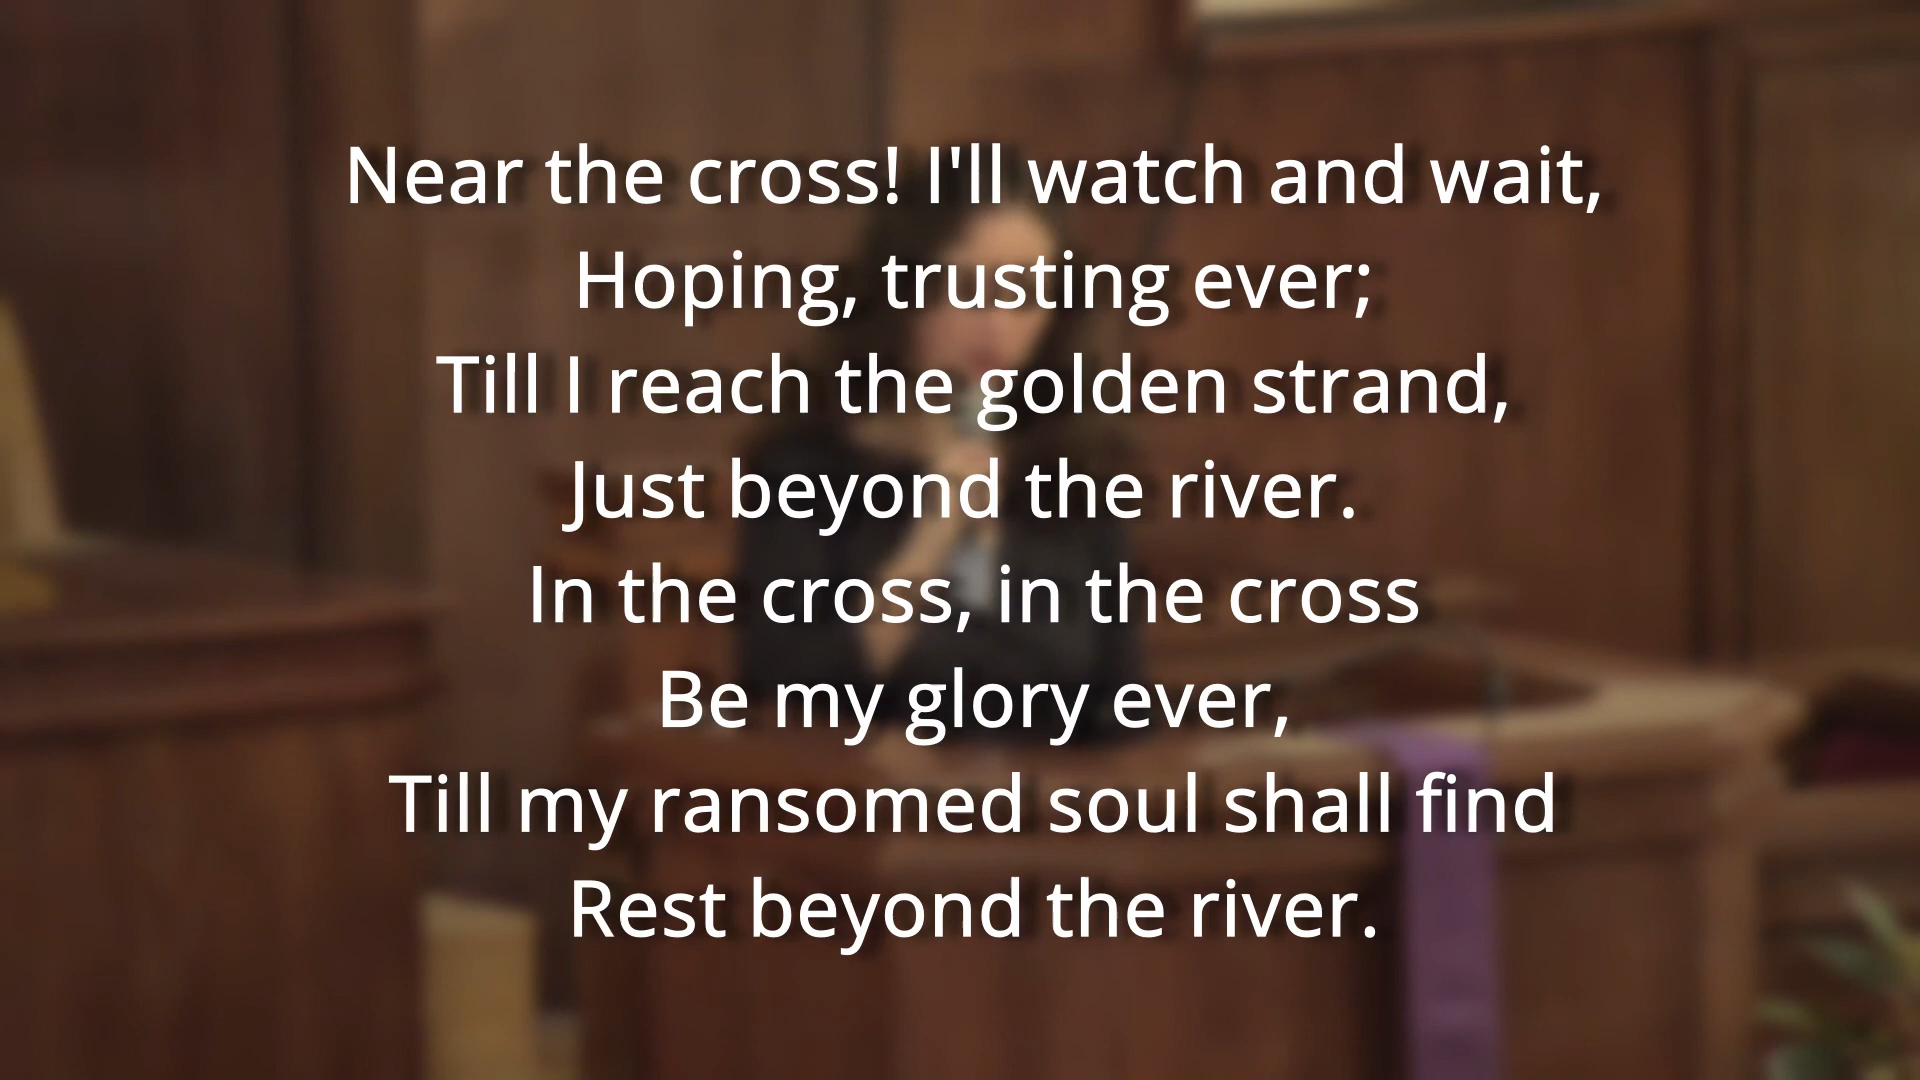 Near the cross! I'll watch and wait,
Hoping, trusting ever;
Till I reach the golden strand,
Just beyond the river.
In the cross, in the cross
Be my glory ever,
Till my ransomed soul shall find
Rest beyond the river.